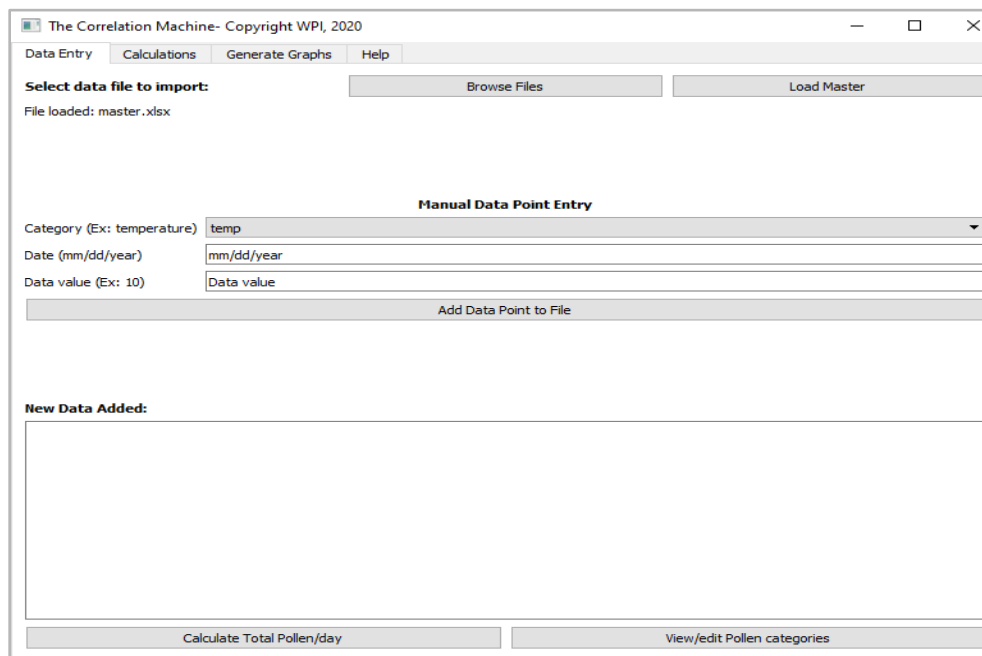 The Correlation Machine- Copyright WPI, 2020
Data Entry Calculations Generate Graphs Help
Select data file to import: Browse Files Load Master
File loaded: master.xlsx
Manual Data Point Entry
Category (Ex: temperature) temp
Date (mm/dd/year) mm/dd/year
Data value (Ex: 10) Data value
Add Data Point to File
New Data Added:
Calculate Total Pollen/day View/edit Pollen categories